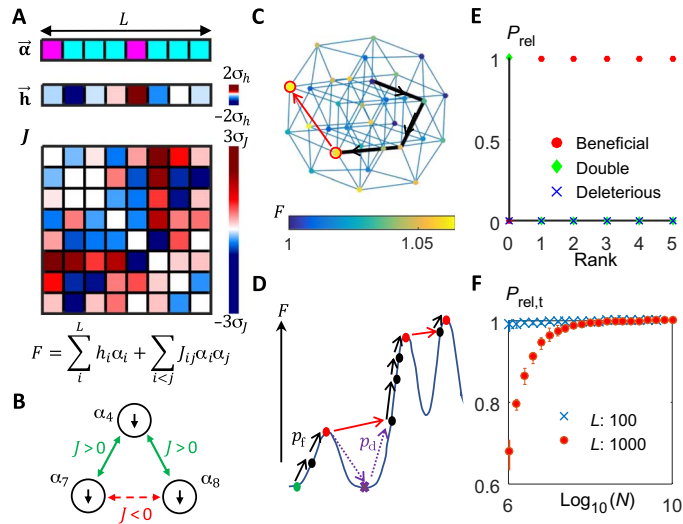 A
L
α⃗
h⃗
2σh
−2σh
J
3σJ
−3σJ
F = ∑ᵢᴸ hᵢαᵢ + ∑ᵢ<ⱼ Jᵢⱼαᵢαⱼ
B
α4
J > 0
J > 0
α7
α8
J < 0
C
F
1
1.05
D
F
pf
pd
E
Prel
1
0.5
0
Beneficial
Double
Deleterious
0 1 2 3 4 5
Rank
F
Prel,t
1
0.8
0.6
L: 100
L: 1000
6
Log10(N)
10